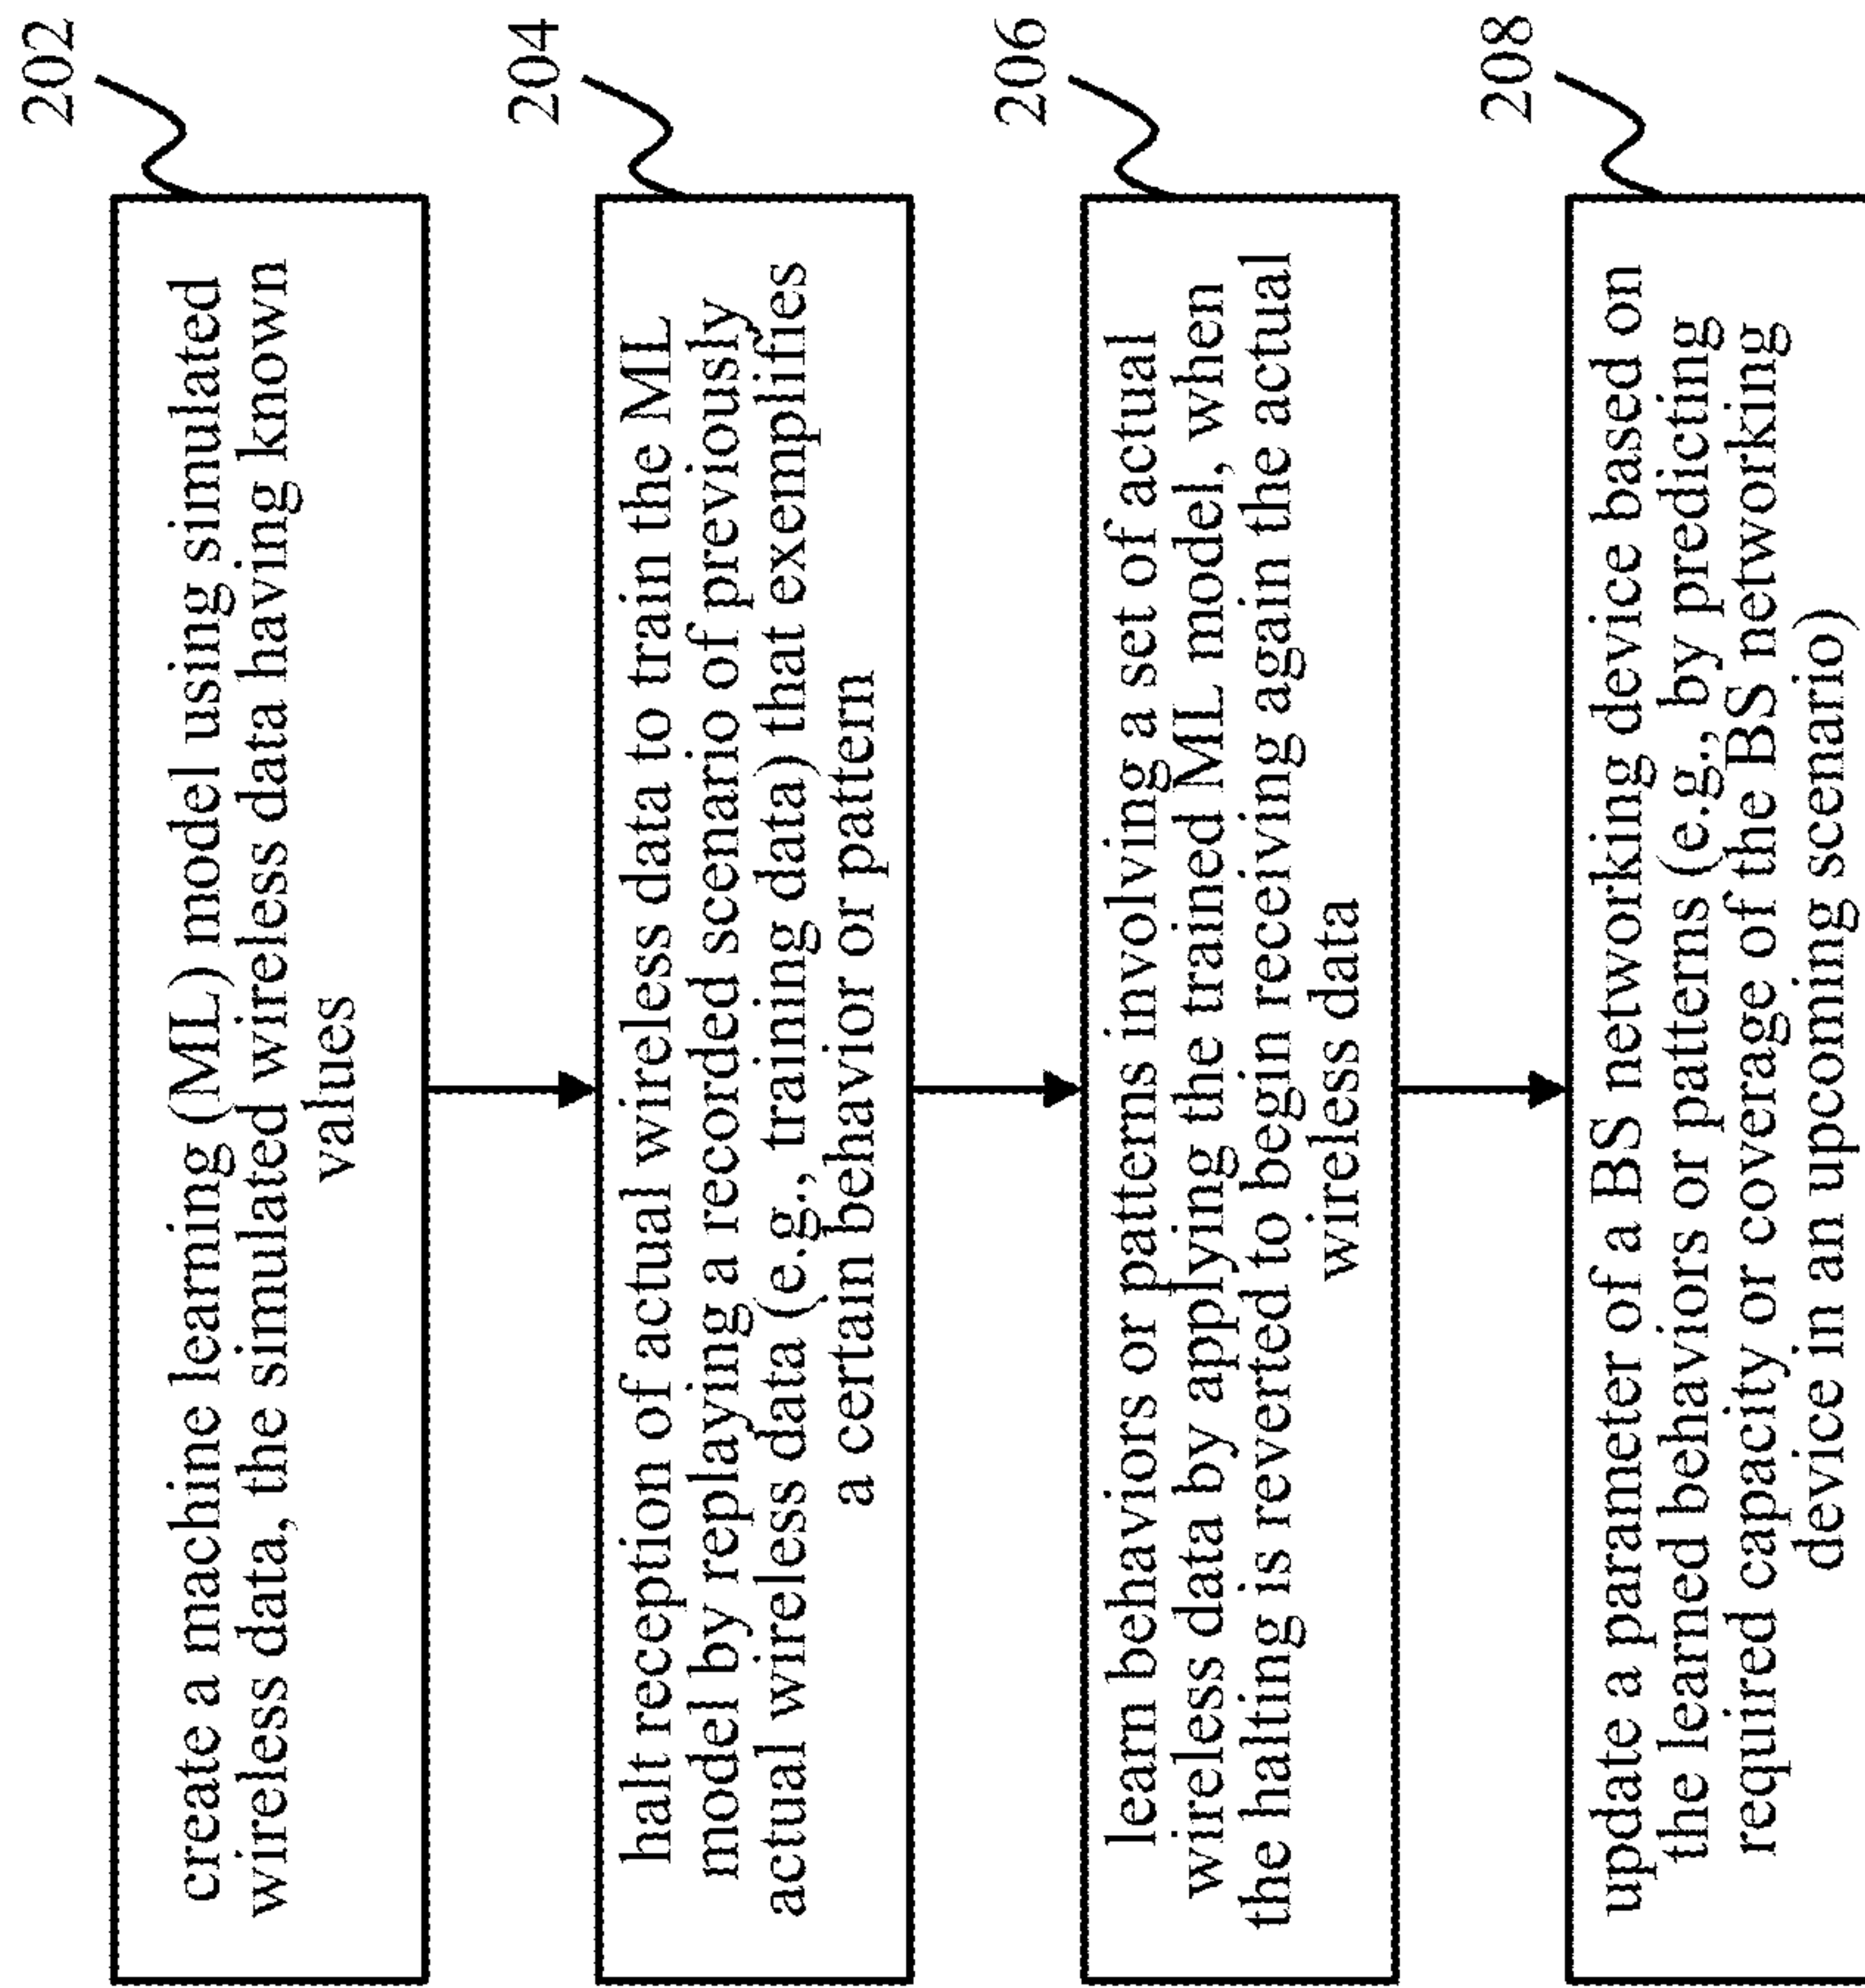 202
create a machine learning (ML) model using simulated
wireless data, the simulated wireless data having known
values
204
halt reception of actual wireless data to train the ML
model by replaying a recorded scenario of previously
actual wireless data (e.g., training data) that exemplifies
a certain behavior or pattern
206
learn behaviors or patterns involving a set of actual
wireless data by applying the trained ML model, when
the halting is reverted to begin receiving again the actual
wireless data
208
update a parameter of a BS networking device based on
the learned behaviors or patterns (e.g., by predicting
required capacity or coverage of the BS networking
device in an upcoming scenario)